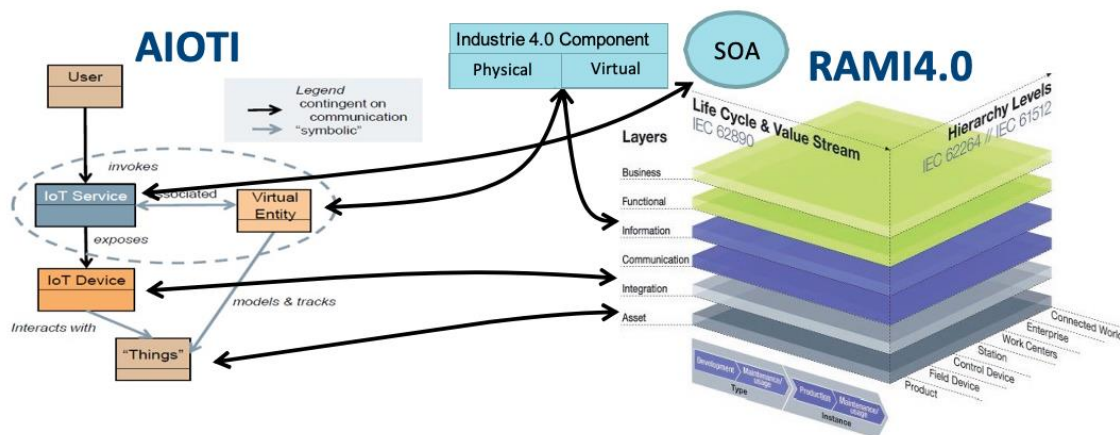 AIOTI
User
Legend
contingent on
communication
"symbolic"
invokes
IoT Service
associated
Virtual
Entity
exposes
IoT Device
models & tracks
Interacts with
"Things"
Industrie 4.0 Component
Physical
Virtual
SOA
RAMI4.0
Life Cycle & Value Stream
IEC 62890
Hierarchy Levels
IEC 62264 // IEC 61512
Layers
Business
Functional
Information
Communication
Integration
Asset
Connected World
Enterprise
Work Centers
Station
Control Device
Field Device
Product
Development
Maintenance/
usage
Production
Maintenance/
usage
Type
Instance